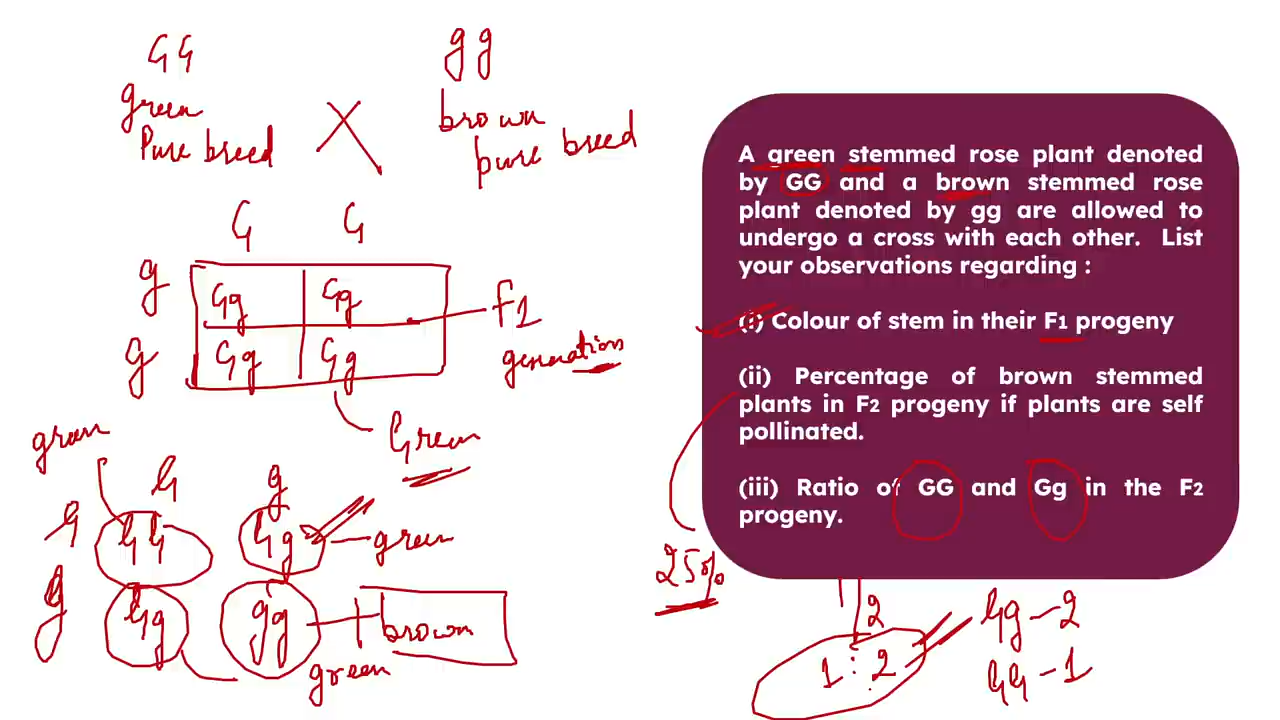 GG
gg
green
Pure breed
brown
pure breed
G G
g Gg Gg
F1
generation
g Gg Gg
Green
green
G g
G GG Gg green
g Gg gg brown
green
A green stemmed rose plant denoted
by GG and a brown stemmed rose
plant denoted by gg are allowed to
undergo a cross with each other. List
your observations regarding :
(i) Colour of stem in their F1 progeny
(ii) Percentage of brown stemmed
plants in F2 progeny if plants are self
pollinated.
(iii) Ratio of GG and Gg in the F2
progeny.
25%
2
1 : 2
Gg - 2
GG - 1